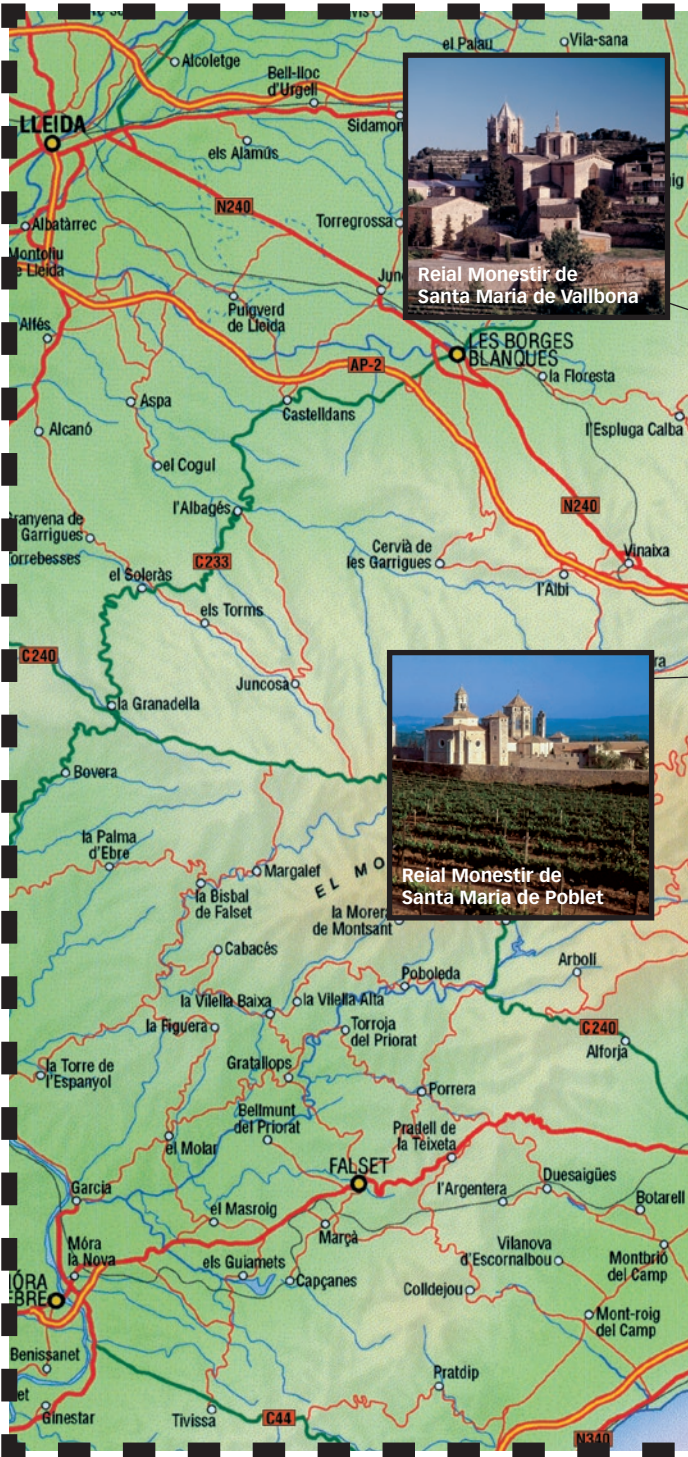 el Palau
Vila-sana
Alcoletge
Bell-lloc
d'Urgell
LLEIDA
Sidamon
els Alamús
N240
Albatàrrec
Torregrossa
Montoliu
de Lleida
Junc
Reial Monestir de
Santa Maria de Vallbona
Puigverd
de Lleida
Alfés
LES BORGES
BLANQUES
AP-2
la Floresta
Aspa
Castelldans
Alcanó
l'Espluga Calba
el Cogul
l'Albagés
N240
Granyena de
Garrigues
Torrebesses
Cervià de
les Garrigues
Vinaixa
C233
el Soleràs
l'Albi
els Torms
C240
Juncosa
la Granadella
Bovera
la Palma
d'Ebre
Margalef
EL MO
Reial Monestir de
Santa Maria de Poblet
la Bisbal
de Falset
la Morera
de Montsant
Cabacés
Arbolí
Poboleda
la Vilella Baixa
la Vilella Alta
la Figuera
Torroja
del Priorat
C240
Alforja
Gratallops
la Torre de
l'Espanyol
Porrera
Bellmunt
del Priorat
Pradell de
la Teixeta
el Molar
FALSET
Garcia
Duesaigües
l'Argentera
Botarell
el Masroig
Marçà
Móra
la Nova
Vilanova
d'Escornalbou
Montbrió
del Camp
els Guiamets
Capçanes
MÓRA
EBRE
Colldejou
Mont-roig
del Camp
Benissanet
Pratdip
et
Ginestar
Tivissa
C44
N340